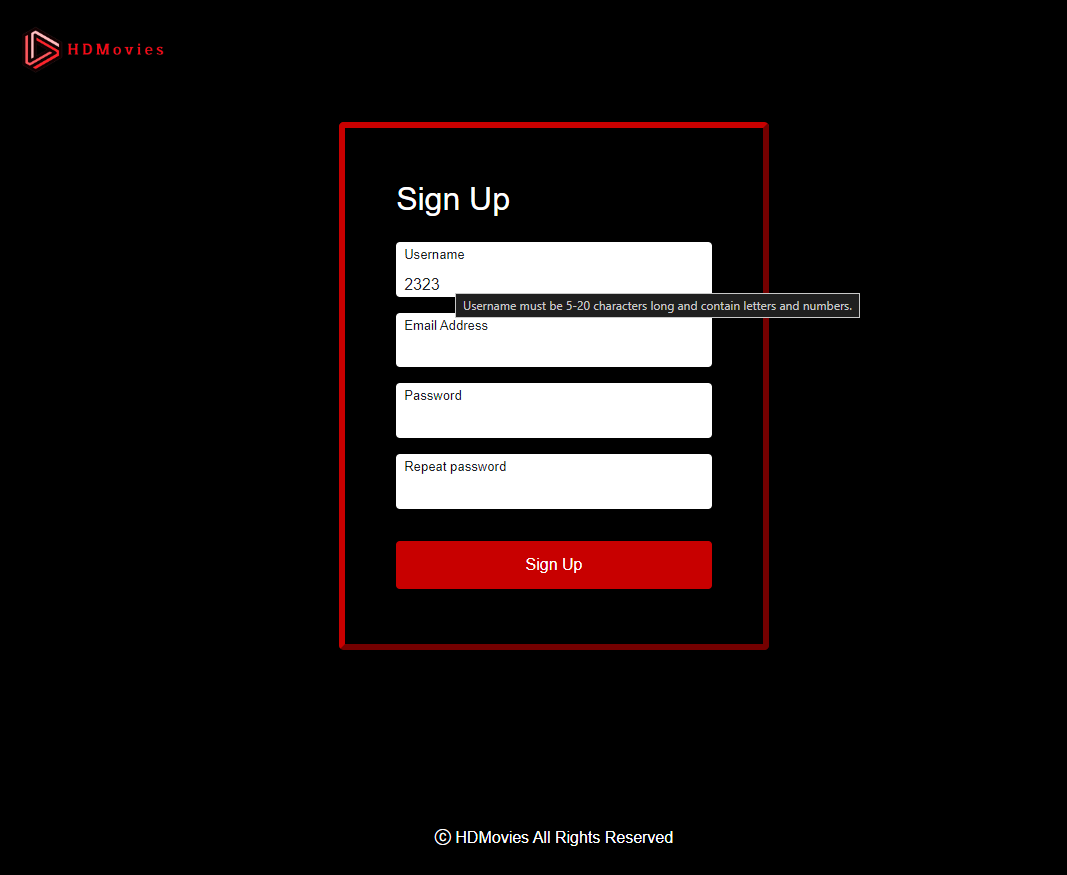 HDMovies
Sign Up
Username
2323
Username must be 5-20 characters long and contain letters and numbers.
Email Address
Password
Repeat password
Sign Up
ⓒ HDMovies All Rights Reserved